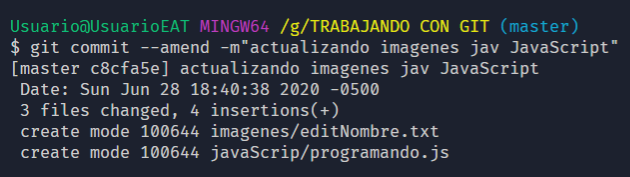 Usuario@UsuarioEAT MINGW64 /g/TRABAJANDO CON GIT (master)
$ git commit --amend -m"actualizando imagenes jav JavaScript"
[master c8cfa5e] actualizando imagenes jav JavaScript
 Date: Sun Jun 28 18:40:38 2020 -0500
 3 files changed, 4 insertions(+)
 create mode 100644 imagenes/editNombre.txt
 create mode 100644 javaScrip/programando.js